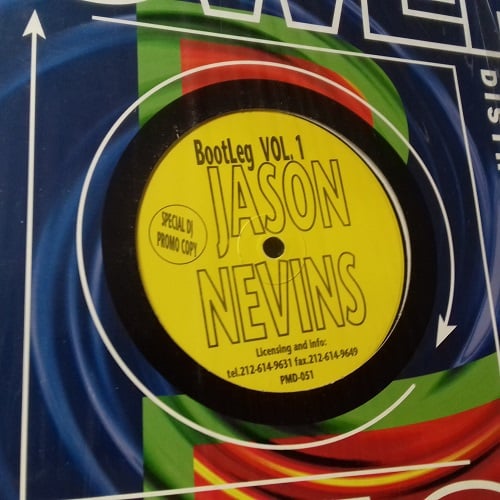 BootLeg VOL. 1
JASON
SPECIAL DJ
PROMO COPY
NEVINS
Licensing and info:
tel.212-614-9631 fax.212-614-9649
PMD-051